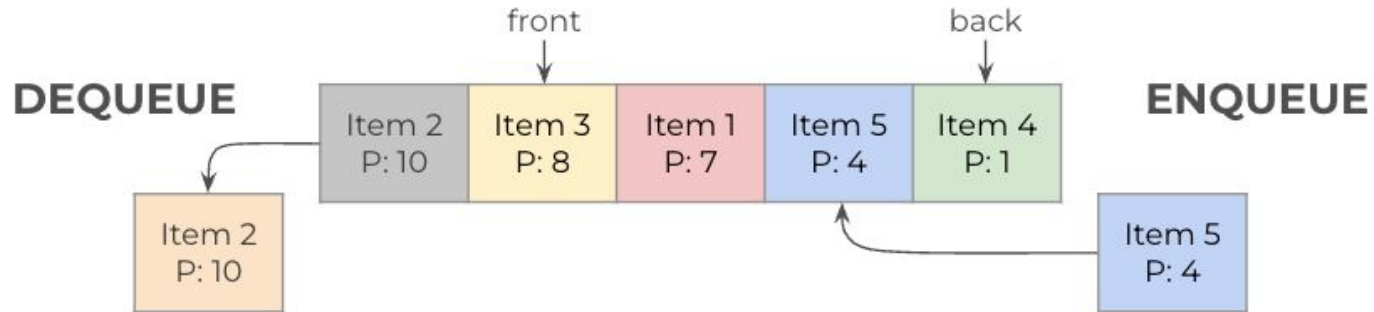 front
back
DEQUEUE
ENQUEUE
Item 2
P: 10
Item 3
P: 8
Item 1
P: 7
Item 5
P: 4
Item 4
P: 1
Item 2
P: 10
Item 5
P: 4